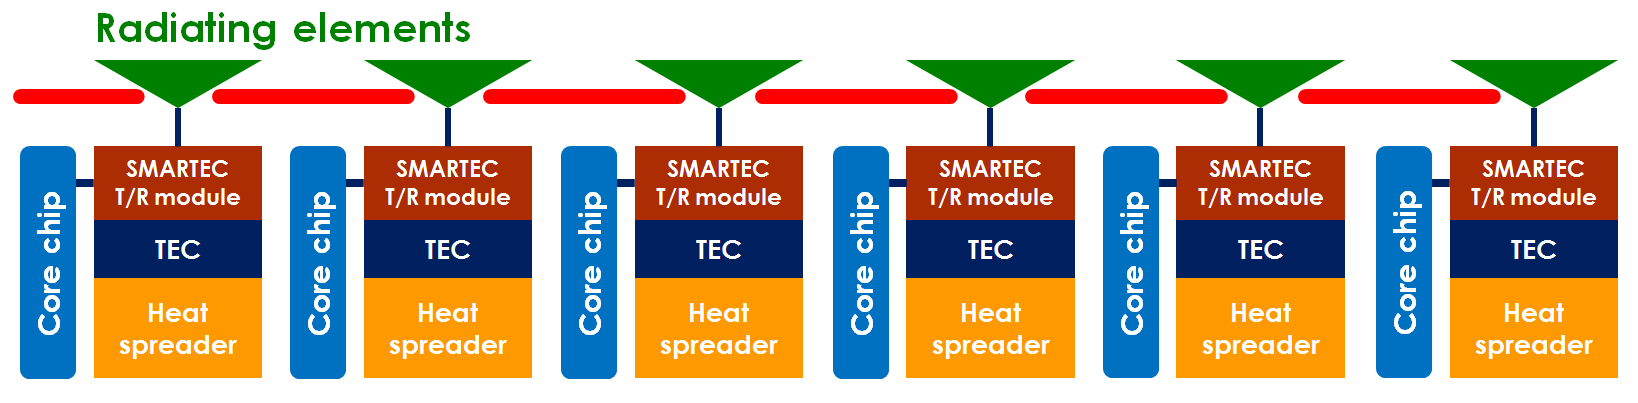 Radiating elements
Core chip
SMARTEC
T/R module
TEC
Heat
spreader
Core chip
SMARTEC
T/R module
TEC
Heat
spreader
Core chip
SMARTEC
T/R module
TEC
Heat
spreader
Core chip
SMARTEC
T/R module
TEC
Heat
spreader
Core chip
SMARTEC
T/R module
TEC
Heat
spreader
Core chip
SMARTEC
T/R module
TEC
Heat
spreader